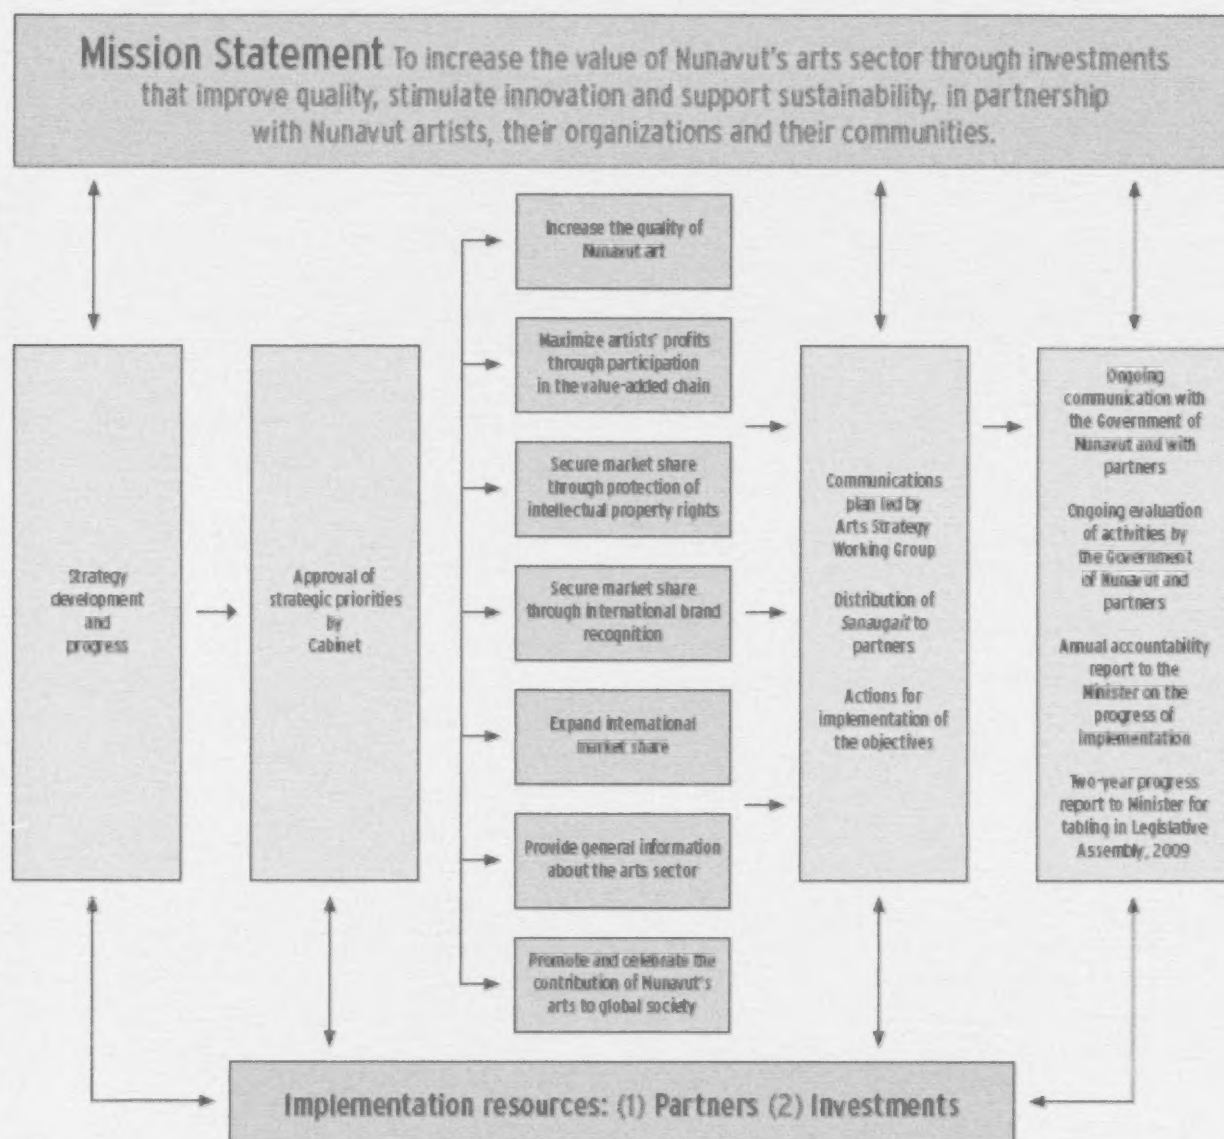 Mission Statement To increase the value of Nunavut's arts sector through investments
that improve quality, stimulate innovation and support sustainability, in partnership
with Nunavut artists, their organizations and their communities.
Strategy
development
and
progress
Approval of
strategic priorities
by
Cabinet
Increase the quality of
Nunavut art
Maximize artists' profits
through participation
in the value-added chain
Secure market share
through protection of
intellectual property rights
Secure market share
through international brand
recognition
Expand international
market share
Provide general information
about the arts sector
Promote and celebrate the
contribution of Nunavut's
arts to global society
Communications
plan led by
Arts Strategy
Working Group
Distribution of
Sanaugait to
partners
Actions for
implementation of
the objectives
Ongoing
communication with
the Government of
Nunavut and with
partners
Ongoing evaluation
of activities by
the Government
of Nunavut and
partners
Annual accountability
report to the
Minister on the
progress of
implementation
Two-year progress
report to Minister for
tabling in Legislative
Assembly, 2009
Implementation resources: (1) Partners (2) Investments